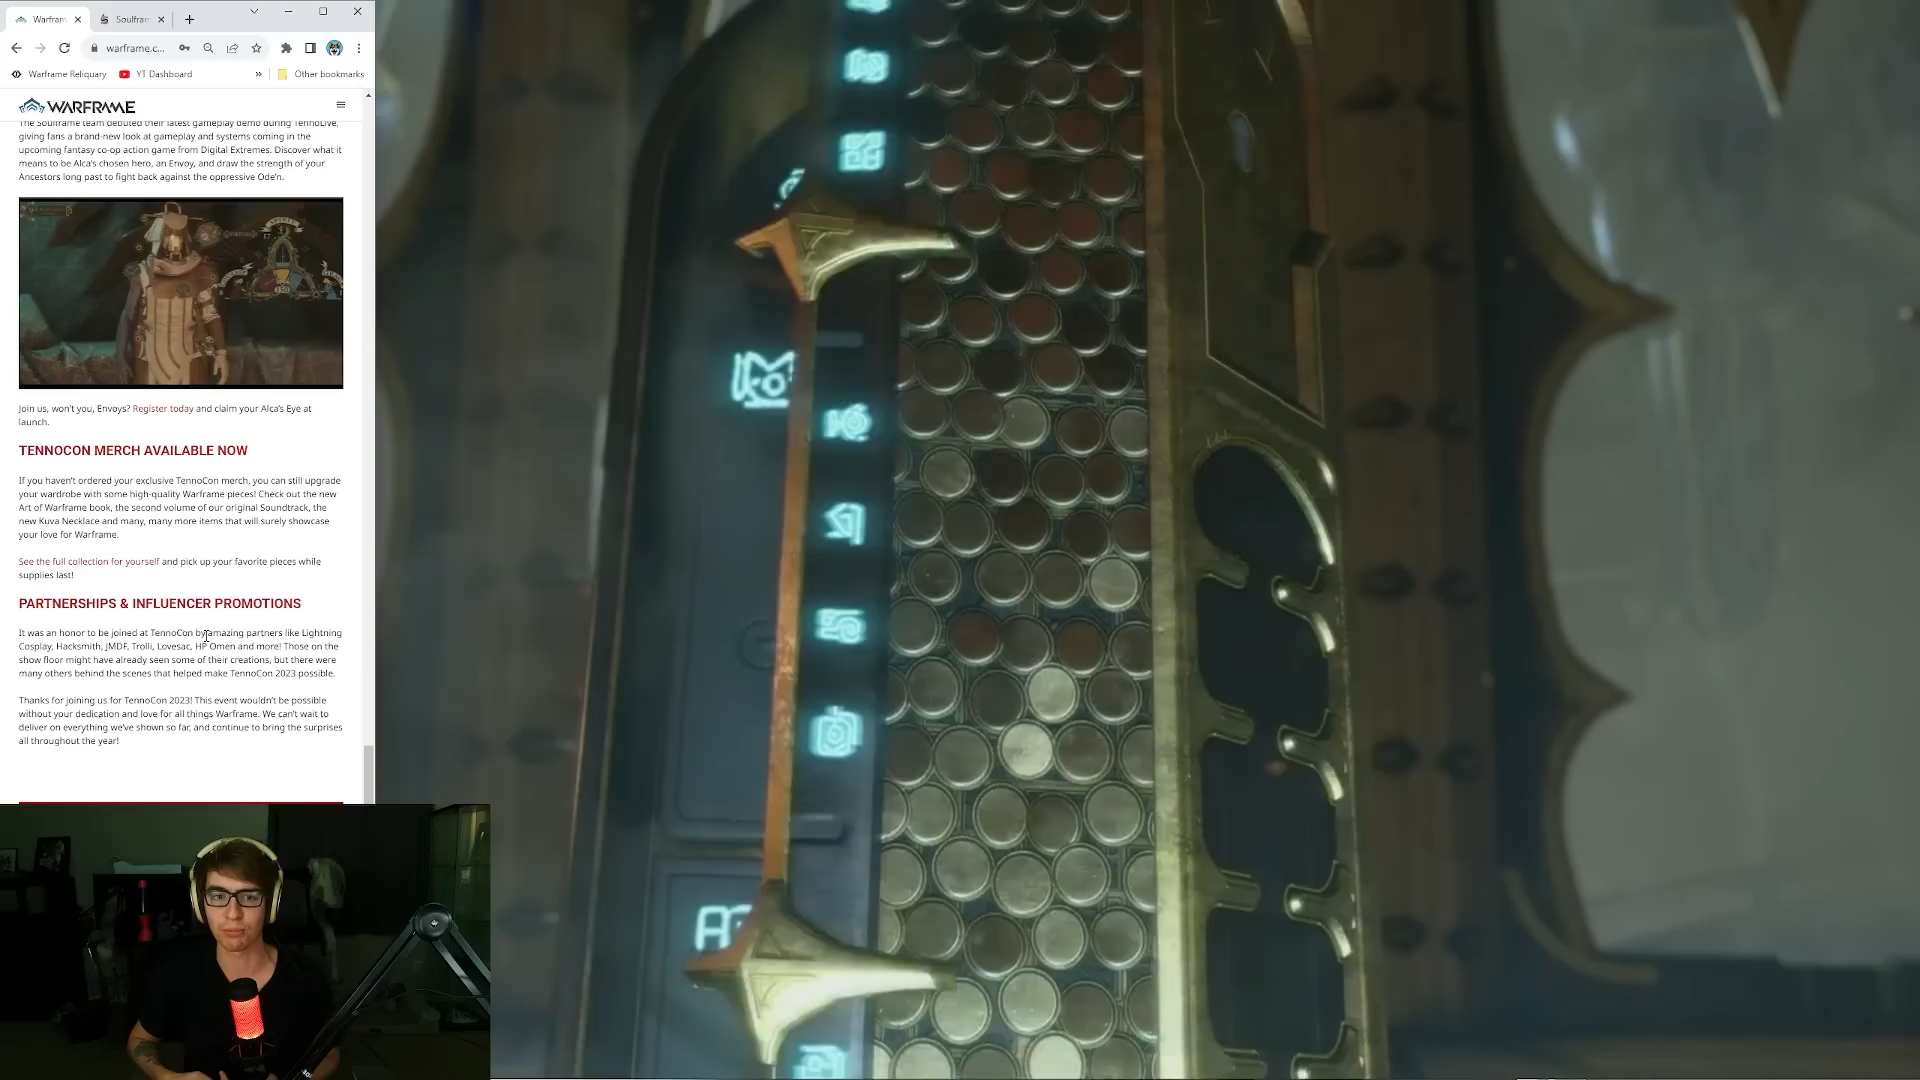 Warfram
Soulfram
warframe.c...
Warframe Reliquary
YT Dashboard
»
Other bookmarks
WARFRAME
The Soulframe team debuted their latest gameplay demo during TennoLive,
giving fans a brand-new look at gameplay and systems coming in the
upcoming fantasy co-op action game from Digital Extremes. Discover what it
means to be Alca's chosen hero, an Envoy, and draw the strength of your
Ancestors long past to fight back against the oppressive Ode'n.
Join us, won't you, Envoys? Register today and claim your Alca's Eye at
launch.
TENNOCON MERCH AVAILABLE NOW
If you haven't ordered your exclusive TennoCon merch, you can still upgrade
your wardrobe with some high-quality Warframe pieces! Check out the new
Art of Warframe book, the second volume of our original Soundtrack, the
new Kuva Necklace and many, many more items that will surely showcase
your love for Warframe.
See the full collection for yourself and pick up your favorite pieces while
supplies last!
PARTNERSHIPS & INFLUENCER PROMOTIONS
It was an honor to be joined at TennoCon by amazing partners like Lightning
Cosplay, Hacksmith, JMDF, Trolli, Lovesac, HP Omen and more! Those on the
show floor might have already seen some of their creations, but there were
many others behind the scenes that helped make TennoCon 2023 possible.
Thanks for joining us for TennoCon 2023! This event wouldn't be possible
without your dedication and love for all things Warframe. We can't wait to
deliver on everything we've shown so far, and continue to bring the surprises
all throughout the year!